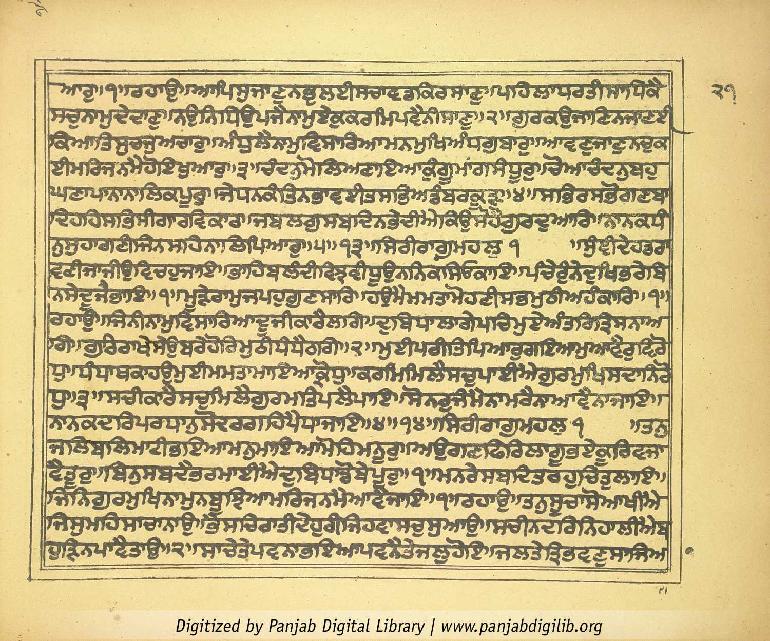 ੨੧
ਆਰੁ॥੧॥ਰਹਾਉ॥ਆਪਿਸੁਜਾਣੁਨਭੁਲਈਸਚਾਵਡਕਿਰਸਾਣੁ॥ਪਹਿਲਾਧਰਤੀਸਾਧਿਕੈ
ਸਚੁਨਾਮੁਦੇਦਾਣੁ॥ਨਉਨਿਧਿਉਪਜੈਨਾਮੁਏਕੁਕਰਮਿਪਵੈਨੀਸਾਣੁ॥੨॥ਗੁਰਕਉਜਾਣਿਨਜਾਣਈ
ਕਿਆਤਿਸੁਚਜੁਅਚਾਰੁ॥ਅੰਧੁਲੈਨਾਮੁਵਿਸਾਰਿਆਮਨਮੁਖਿਅੰਧਗੁਬਾਰੁ॥ਆਵਣੁਜਾਣੁਨਚੁਕ
ਈਮਰਿਜਨਮੈਹੋਇਖੁਆਰੁ॥੩॥ਚੰਦਨੁਮੋਲਿਅਣਾਇਆਕੁੰਗੂਮਾਂਗਸੰਧੂਰੁ॥ਚੋਆਚੰਦਨੁਬਹੁ
ਘਣਾਪਾਨਾਨਾਲਿਕਪੂਰੁ॥ਜੇਧਨਕੰਤਿਨਭਾਵਈਤਸਭਿਅਡੰਬਰਕੂੜੁ॥੪॥ਸਭਿਰਸਭੋਗਣਬਾ
ਦਿਹਹਿਸਭਿਸੀਗਾਰਵਿਕਾਰ॥ਜਬਲਗੁਸਬਦਿਨਭੇਦੀਐਕਿਉਸੋਹੈਗੁਰਦੁਆਰਿ॥ਨਾਨਕਧੰ
ਨੁਸੁਹਾਗਣੀਜਿਨਸਹਿਨਾਲਿਪਿਆਰੁ॥੫॥੧੩॥ਸਿਰੀਰਾਗੁਮਹਲੁ ੧ ॥ਸੁੰਞੀਦੇਹਡਰਾ
ਵਣੀਜਾਜੀਉਵਿਚਹੁਜਾਇ॥ਭਾਹਿਬਲੰਦੀਵਿਝਵੀਧੂਉਨਨਿਕਸਿਓਕਾਇ॥ਪੰਚੇਰੁੰਨੇਦੁਖਿਭਰੇਬਿ
ਨਸੇਦੂਜੈਭਾਇ॥੧॥ਮੂੜੇਰਾਮੁਜਪਹੁਗੁਣਸਾਰਿ॥ਹਉਮੈਮਮਤਾਮੋਹਣੀਸਭਮੁਠੀਅਹੰਕਾਰਿ॥੧॥
ਰਹਾਉ॥ਜਿਨੀਨਾਮੁਵਿਸਾਰਿਆਦੂਜੀਕਾਰੈਲਗਿ॥ਦੁਬਿਧਾਲਾਗੇਪਚਿਮੁਏਅੰਤਰਿਤ੍ਰਿਸਨਾਅ
ਗਿ॥ਗੁਰਿਰਾਖੇਸੇਉਬਰੇਹੋਰਿਮੁਠੀਧੰਧੈਠਗਿ॥੨॥ਮੁਈਪਰੀਤਿਪਿਆਰੁਗਇਆਮੁਆਵੈਰੁਵਿਰੋ
ਧੁ॥ਧੰਧਾਥਕਾਹਉਮੁਈਮਮਤਾਮਾਇਆਕ੍ਰੋਧੁ॥ਕਰਮਿਮਿਲੈਸਚੁਪਾਈਐਗੁਰਮੁਖਿਸਦਾਨਿਰੋ
ਧੁ॥੩॥ਸਚੀਕਾਰੈਸਚੁਮਿਲੈਗੁਰਮਤਿਪਲੈਪਾਇ॥ਸੋਨਰੁਜੰਮੈਨਾਮਰੈਨਾਆਵੈਨਾਜਾਇ॥
ਨਾਨਕਦਰਿਪਰਧਾਨੁਸੋਦਰਗਹਿਪੈਧਾਜਾਇ॥੪॥੧੪॥ਸਿਰੀਰਾਗੁਮਹਲੁ ੧ ॥ਤਨੁ
ਜਲਿਬਲਿਮਾਟੀਭਇਆਮਨੁਮਾਇਆਮੋਹਿਮਨੂਰੁ॥ਅਉਗਣਫਿਰਿਲਾਗੂਭਏਕੂਰਿਵਜਾ
ਵੈਤੂਰੁ॥ਬਿਨੁਸਬਦੈਭਰਮਾਈਐਦੁਬਿਧਾਡੋਬੇਪੂਰੁ॥੧॥ਮਨਰੇਸਬਦਿਤਰਹੁਚਿਤੁਲਾਇ॥
ਜਿਨਿਗੁਰਮੁਖਿਨਾਮੁਨਬੂਝਿਆਮਰਿਜਨਮੈਆਵੈਜਾਇ॥੧॥ਰਹਾਉ॥ਤਨੁਸੂਚਾਸੋਆਖੀਐ
ਜਿਸੁਮਹਿਸਾਚਾਨਾਉ॥ਭੈਸਚਿਰਾਤੀਦੇਹੁਰੀਜਿਹਵਾਸਚੁਸੁਆਉ॥ਸਚੀਨਦਰਿਨਿਹਾਲੀਐਬ
ਹੁੜਿਨਪਾਵੈਤਾਉ॥੨॥ਸਾਚੇਤੇਪਵਨਾਭਇਆਪਵਨੈਤੇਜਲੁਹੋਇ॥ਜਲਤੇਤ੍ਰਿਭਵਣੁਸਾਜਿਆ
Digitized by Panjab Digital Library | www.panjabdigilib.org